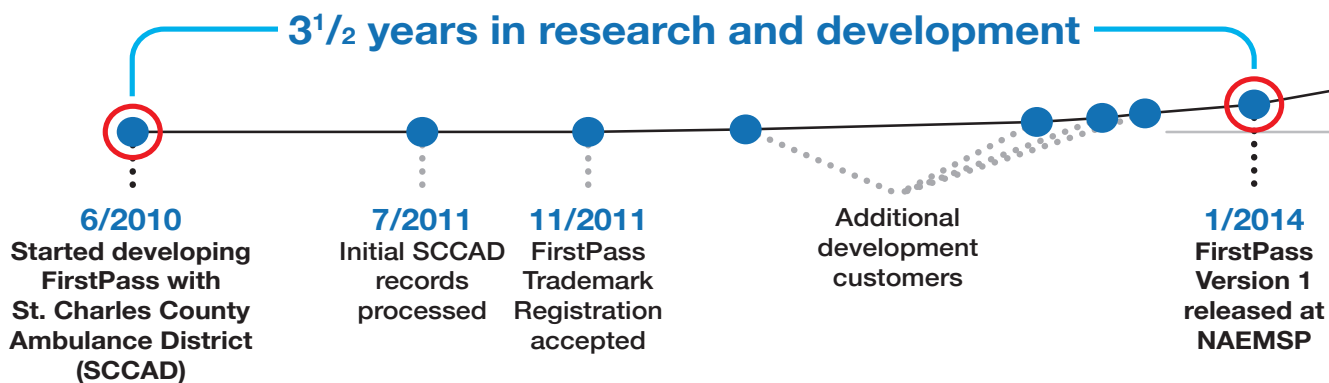 3 1/2 years in research and development
6/2010
Started developing
FirstPass with
St. Charles County
Ambulance District
(SCCAD)
7/2011
Initial SCCAD
records
processed
11/2011
FirstPass
Trademark
Registration
accepted
Additional
development
customers
1/2014
FirstPass
Version 1
released at
NAEMSP